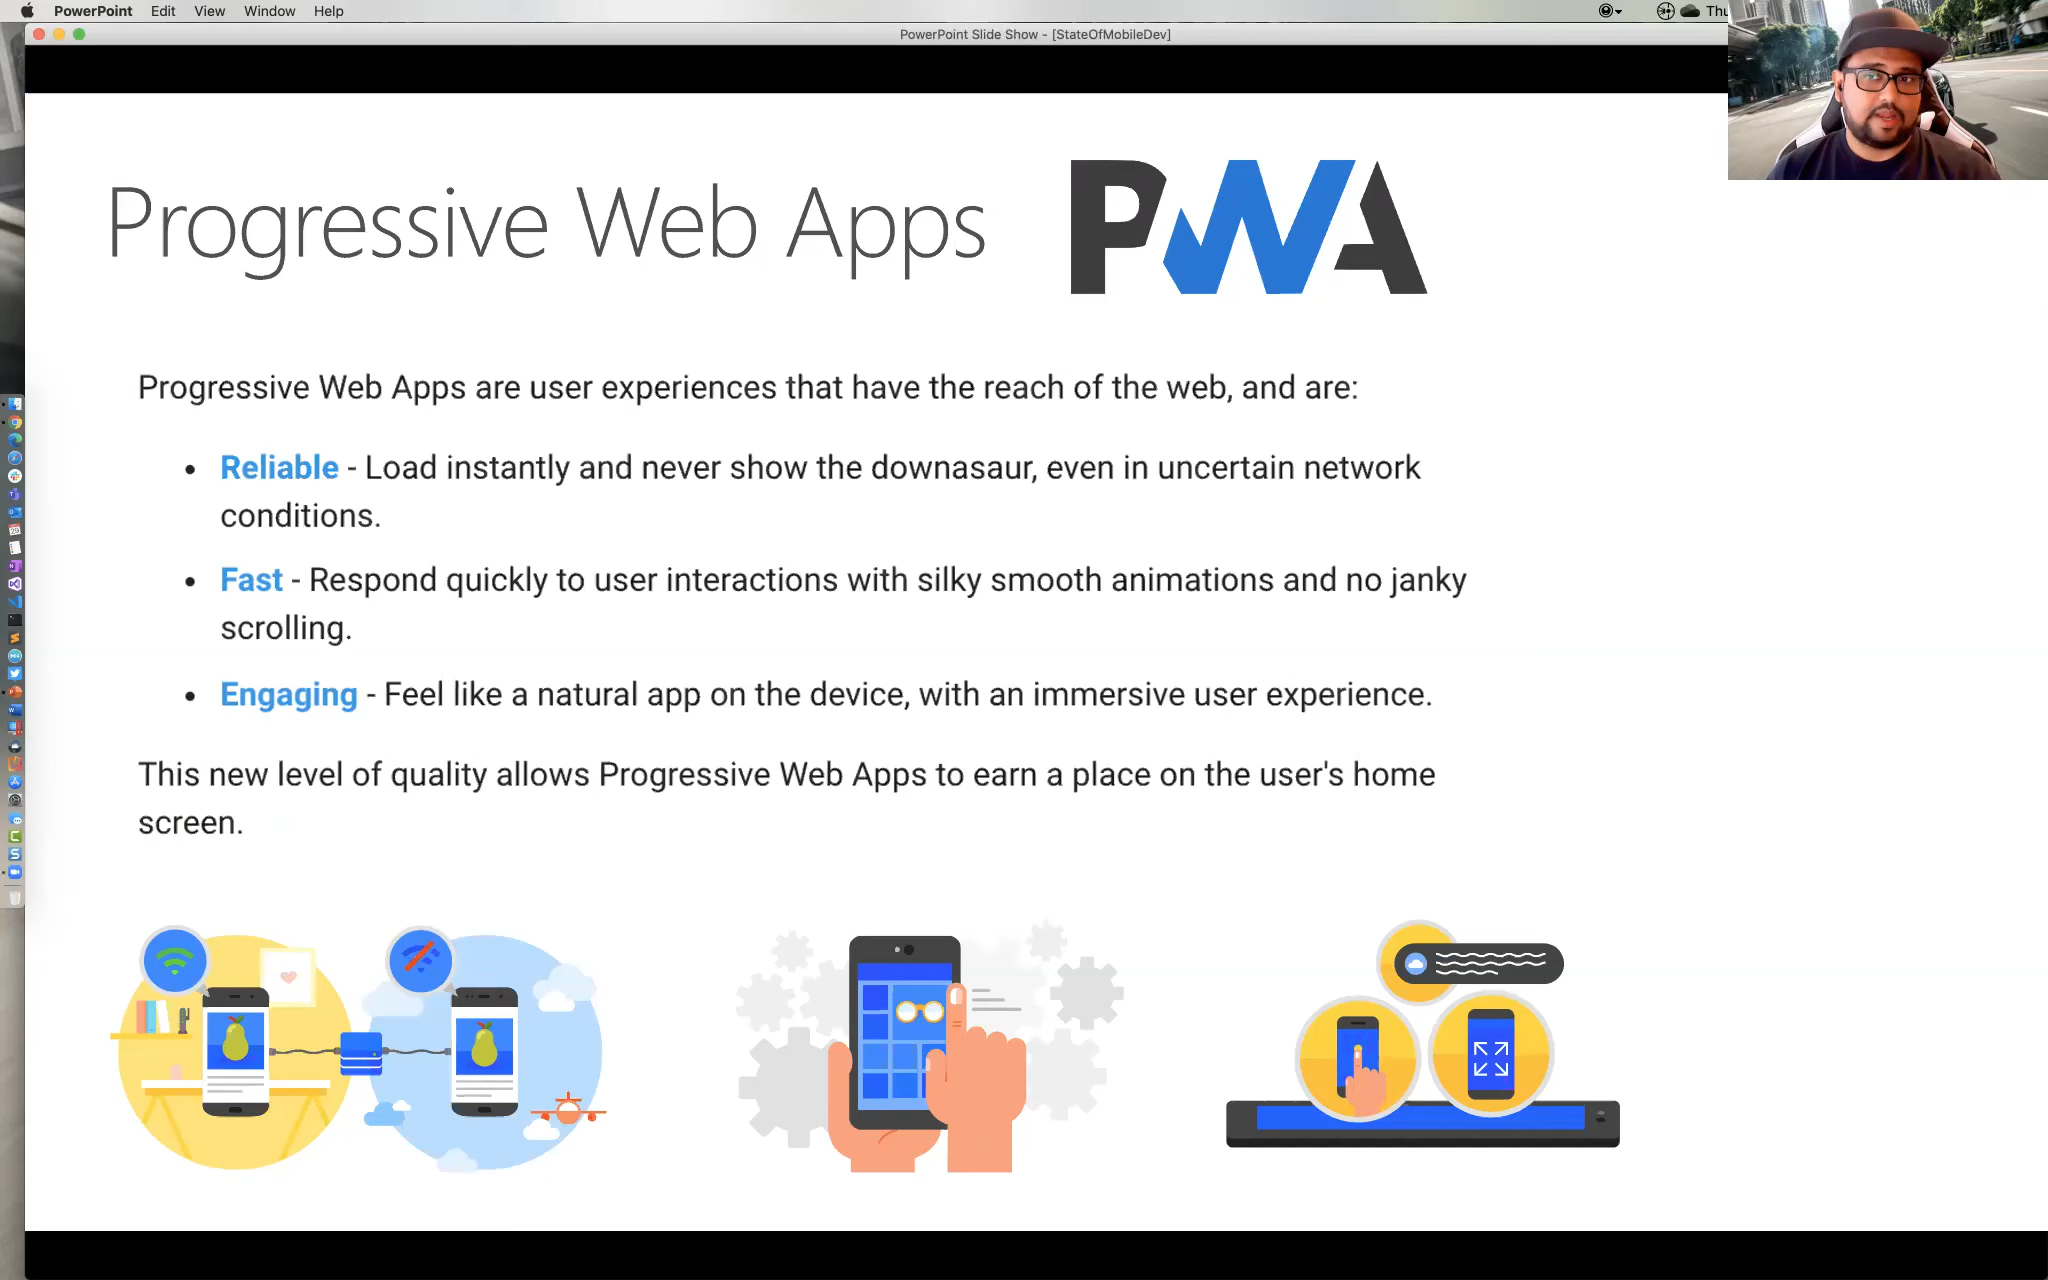 PowerPoint Edit View Window Help Thu
PowerPoint Slide Show - [StateOfMobileDev]
Progressive Web Apps PWA
Progressive Web Apps are user experiences that have the reach of the web, and are:
• Reliable - Load instantly and never show the downasaur, even in uncertain network
conditions.
• Fast - Respond quickly to user interactions with silky smooth animations and no janky
scrolling.
• Engaging - Feel like a natural app on the device, with an immersive user experience.
This new level of quality allows Progressive Web Apps to earn a place on the user's home
screen.